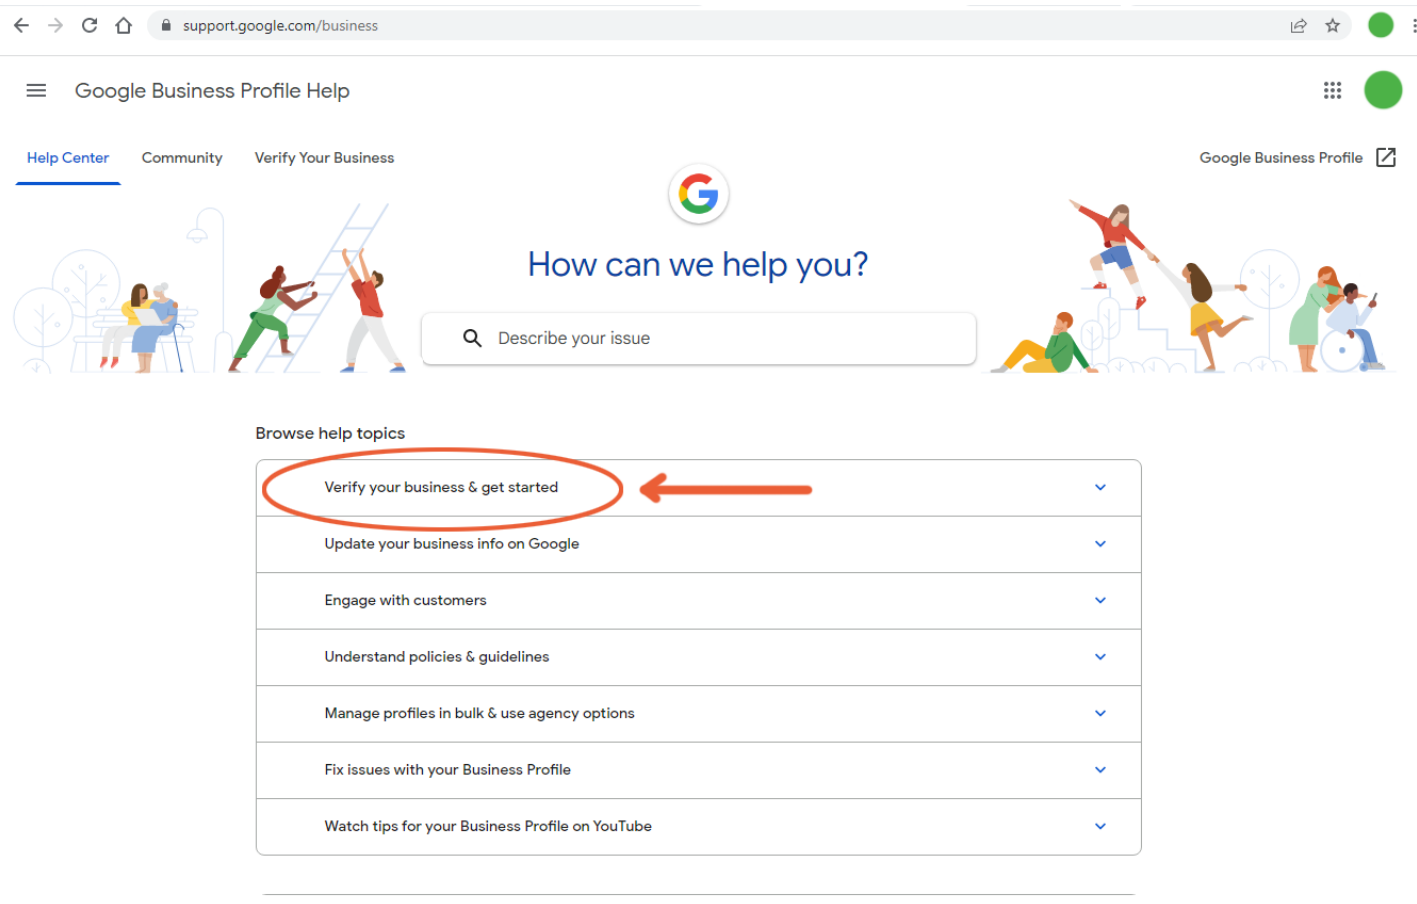 support.google.com/business
Google Business Profile Help
Help Center
Community
Verify Your Business
Google Business Profile
G
How can we help you?
Describe your issue
Browse help topics
Verify your business & get started
Update your business info on Google
Engage with customers
Understand policies & guidelines
Manage profiles in bulk & use agency options
Fix issues with your Business Profile
Watch tips for your Business Profile on YouTube